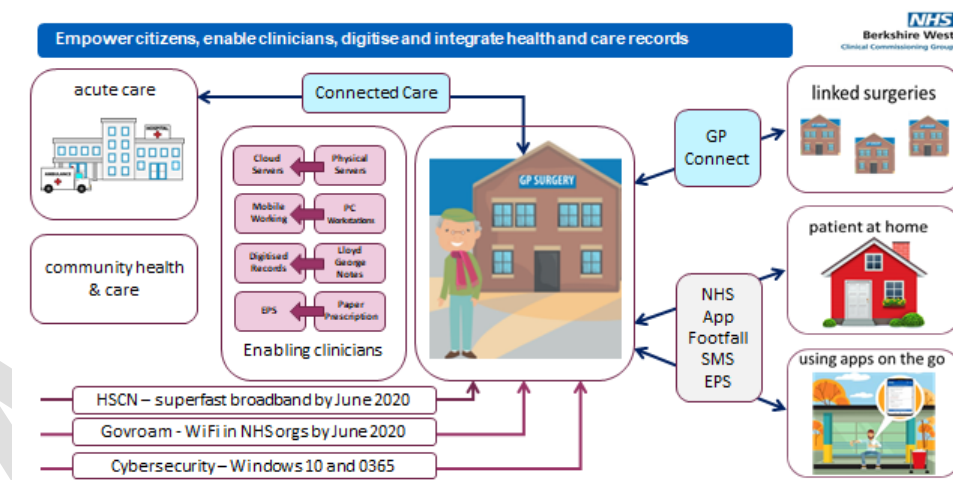 NHS
Berkshire West
Clinical Commissioning Group
Empower citizens, enable clinicians, digitise and integrate health and care records
acute care
HOSPITAL
AMBULANCE
community health
& care
Connected Care
Cloud
Servers
Physical
Servers
Mobile
Working
PC
Workstations
Digitised
Records
Lloyd
George
Notes
EPS
Paper
Prescription
Enabling clinicians
GP SURGERY
GP
Connect
linked surgeries
NHS
App
Footfall
SMS
EPS
patient at home
using apps on the go
HSCN – superfast broadband by June 2020
Govroam - WiFi in NHS orgs by June 2020
Cybersecurity – Windows 10 and 0365